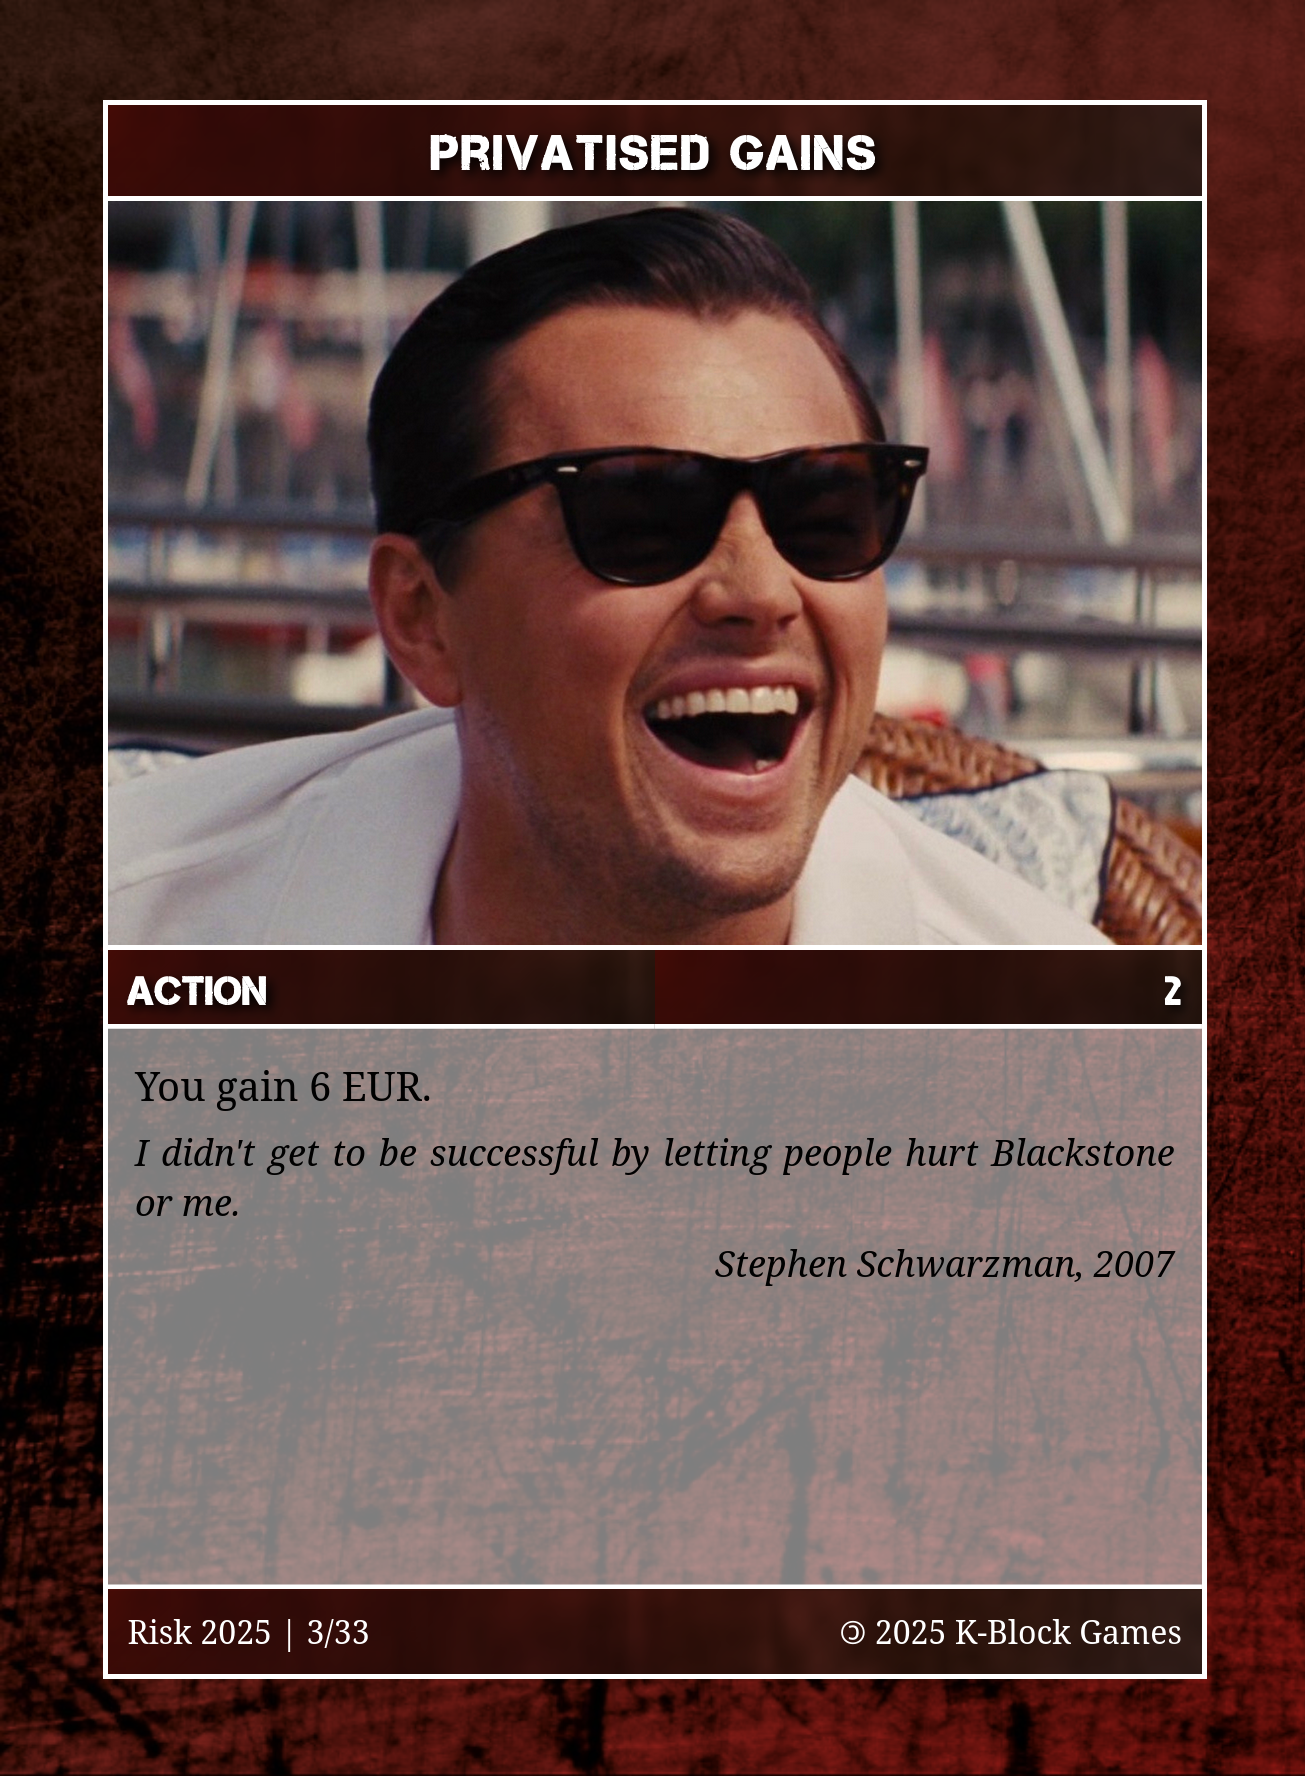 PRIVATISED GAINS
ACTION
2
You gain 6 EUR.
I didn't get to be successful by letting people hurt Blackstone
or me.
Stephen Schwarzman, 2007
Risk 2025 | 3/33
🄯 2025 K-Block Games